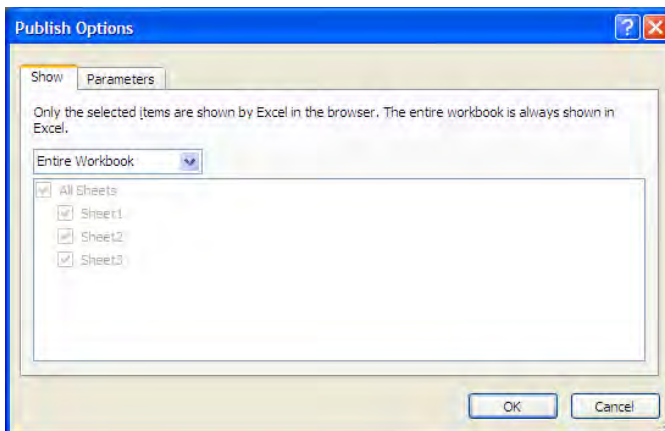 Publish Options
Show Parameters
Only the selected items are shown by Excel in the browser. The entire workbook is always shown in
Excel.
Entire Workbook
All Sheets
Sheet1
Sheet2
Sheet3
OK Cancel